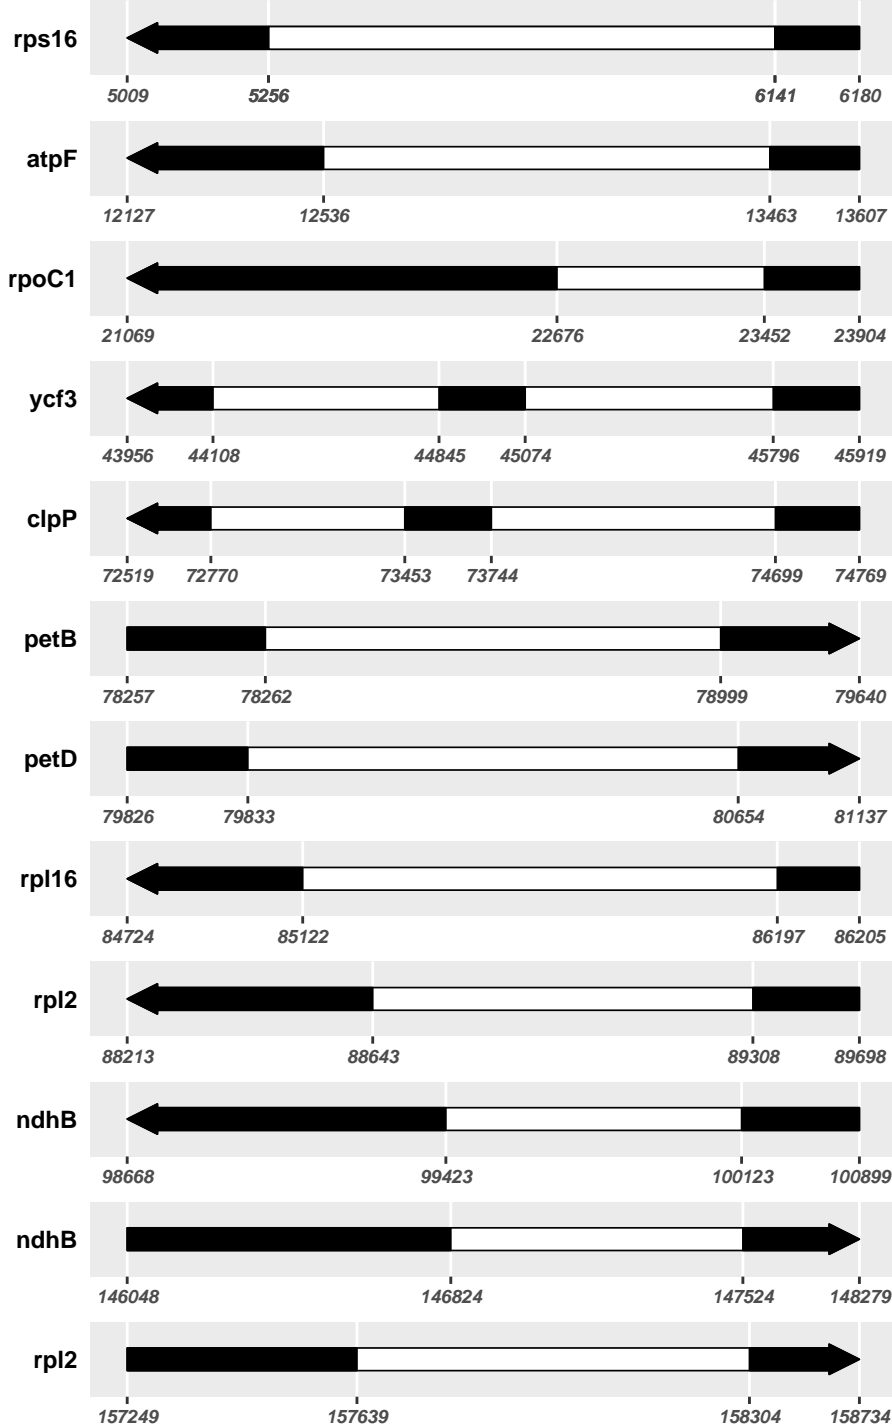 rps16
5009 5256 6141 6180
atpF
12127 12536 13463 13607
rpoC1
21069 22676 23452 23904
ycf3
43956 44108 44845 45074 45796 45919
clpP
72519 72770 73453 73744 74699 74769
petB
78257 78262 78999 79640
petD
79826 79833 80654 81137
rpl16
84724 85122 86197 86205
rpl2
88213 88643 89308 89698
ndhB
98668 99423 100123 100899
ndhB
146048 146824 147524 148279
rpl2
157249 157639 158304 158734